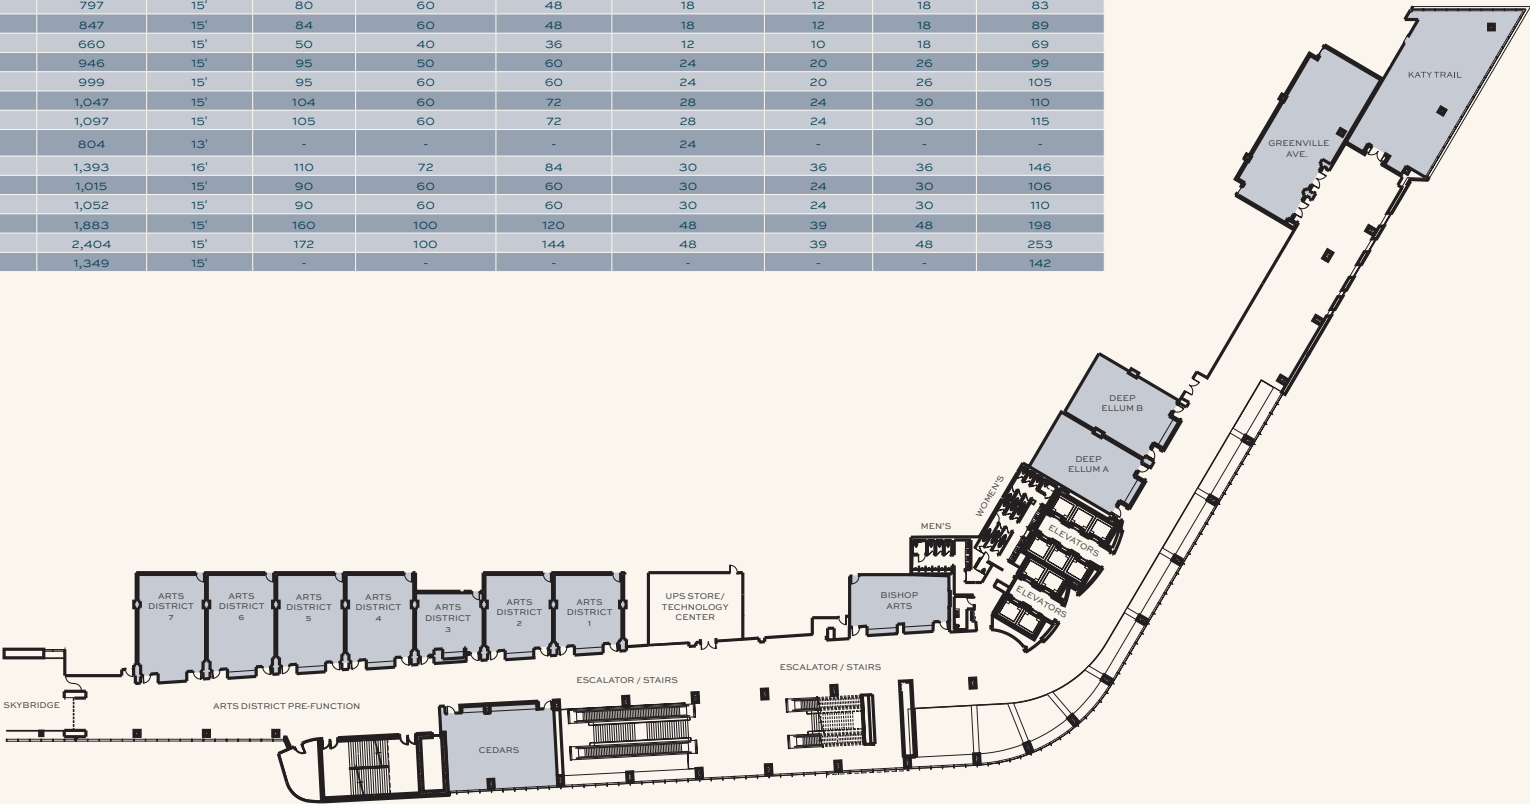 797 15' 80 60 48 18 12 18 83
847 15' 84 60 48 18 12 18 89
660 15' 50 40 36 12 10 18 69
946 15' 95 50 60 24 20 26 99
999 15' 95 60 60 24 20 26 105
1,047 15' 104 60 72 28 24 30 110
1,097 15' 105 60 72 28 24 30 115
804 13' - - - 24 - - -
1,393 16' 110 72 84 30 36 36 146
1,015 15' 90 60 60 30 24 30 106
1,052 15' 90 60 60 30 24 30 110
1,883 15' 160 100 120 48 39 48 198
2,404 15' 172 100 144 48 39 48 253
1,349 15' - - - - - - 142
KATY TRAIL
GREENVILLE
AVE.
DEEP
ELLUM B
DEEP
ELLUM A
WOMEN'S
MEN'S
ELEVATORS
ELEVATORS
ARTS
DISTRICT
7
ARTS
DISTRICT
6
ARTS
DISTRICT
5
ARTS
DISTRICT
4
ARTS
DISTRICT
3
ARTS
DISTRICT
2
ARTS
DISTRICT
1
UPS STORE/
TECHNOLOGY
CENTER
BISHOP
ARTS
ESCALATOR / STAIRS
ESCALATOR / STAIRS
SKYBRIDGE
ARTS DISTRICT PRE-FUNCTION
CEDARS